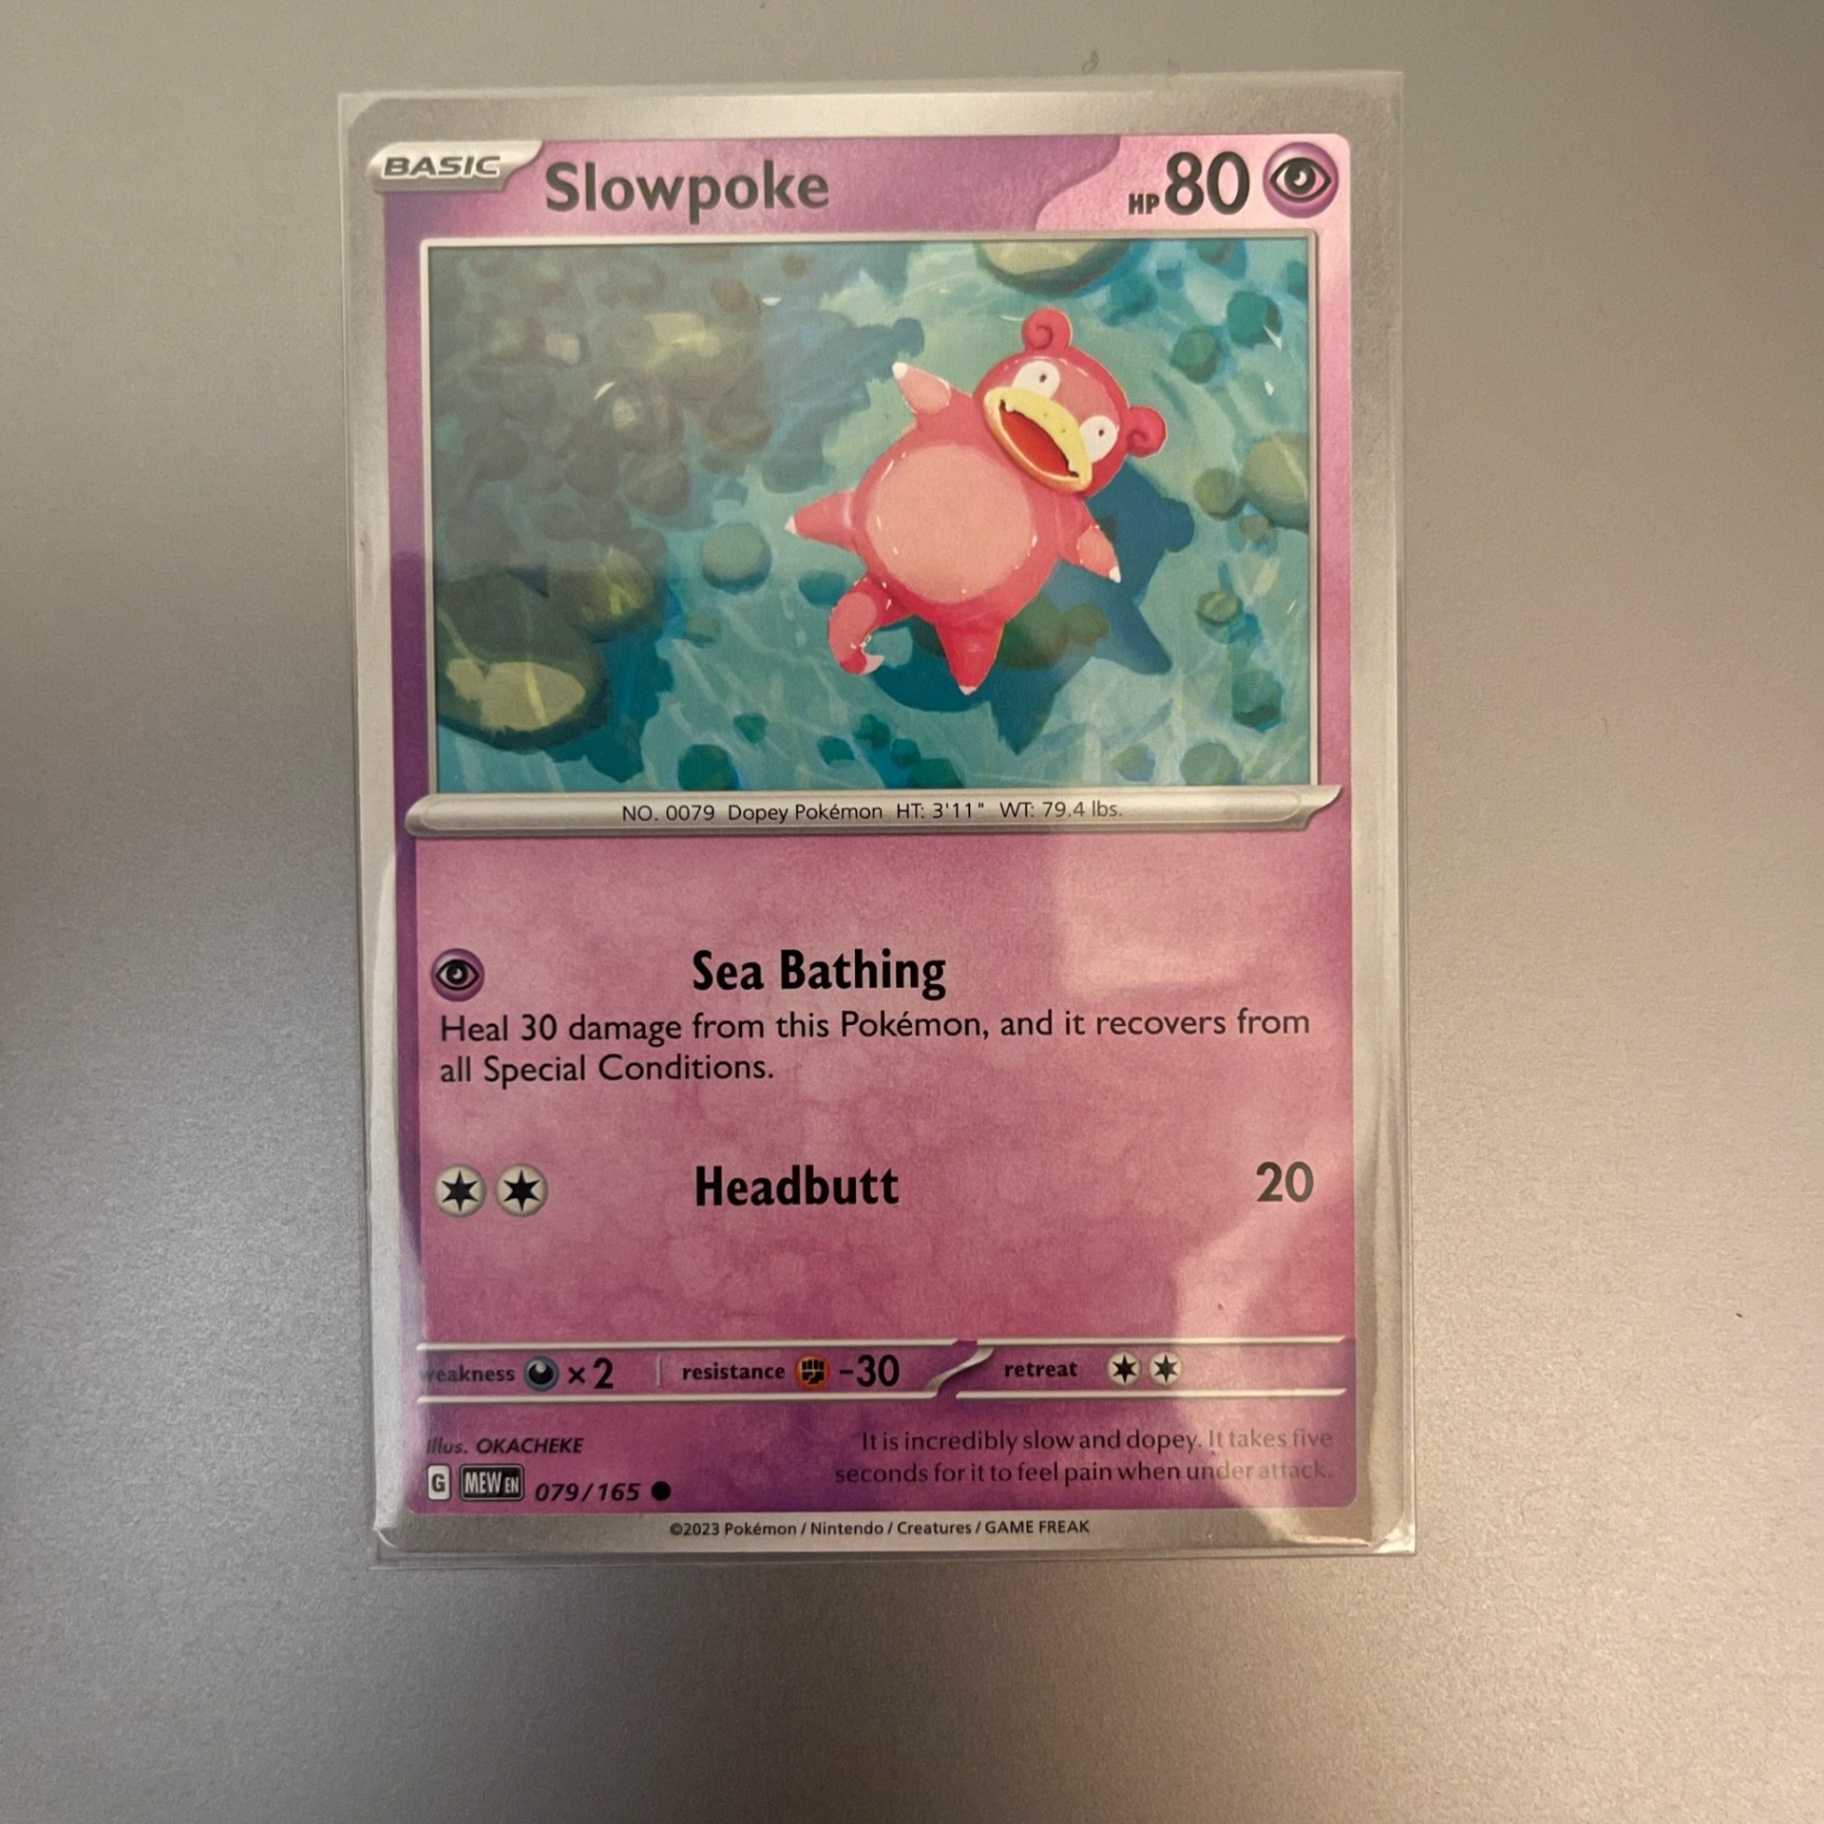 BASIC Slowpoke HP 80
NO. 0079 Dopey Pokémon HT: 3'11" WT: 79.4 lbs.
Sea Bathing
Heal 30 damage from this Pokémon, and it recovers from
all Special Conditions.
Headbutt 20
weakness ×2 resistance -30 retreat
Illus. OKACHEKE
It is incredibly slow and dopey. It takes five
seconds for it to feel pain when under attack.
G MEW EN 079/165
©2023 Pokémon / Nintendo / Creatures / GAME FREAK